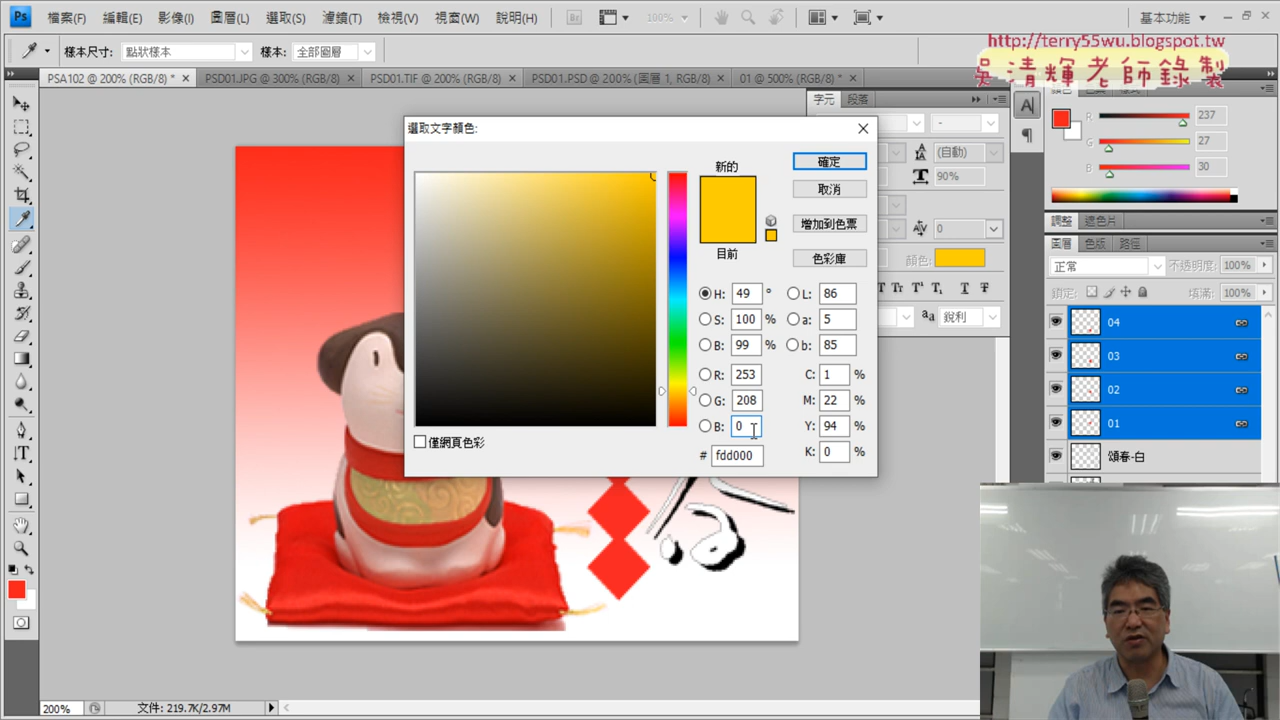 Ps 檔案(F) 編輯(E) 影像(I) 圖層(L) 選取(S) 濾鏡(T) 檢視(V) 視窗(W) 說明(H) Br 100% 基本功能
http://terry55wu.blogspot.tw
吳清輝老師錄製
樣本尺寸: 點狀樣本 樣本: 全部圖層
PSA102 @ 200% (RGB/8) * PSD01.JPG @ 300% (RGB/8) PSD01.TIF @ 200% (RGB/8) PSD01.PSD @ 200% (圖層 1, RGB/8) 01 @ 500% (RGB/8) *
字元 段落
選取文字顏色:
新的
目前
確定
取消
增加到色票
色彩庫
H: 49 °
S: 100 %
B: 99 %
R: 253
G: 208
B: 0
# fdd000
L: 86
a: 5
b: 85
C: 1 %
M: 22 %
Y: 94 %
K: 0 %
僅網頁色彩
(自動)
90%
0
顏色:
銳利
R 237
G 27
B 30
調整 遮色片
圖層 色版 路徑
正常 不透明度: 100%
鎖定: 填滿: 100%
04
03
02
01
頌春-白
200% 文件: 219.7K/2.97M